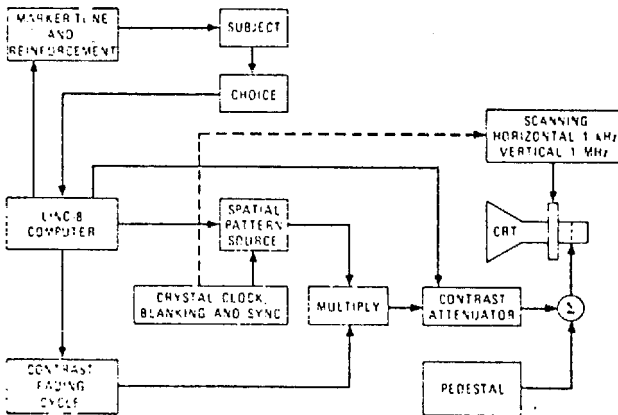 MARKER TONE
AND
REINFORCEMENT
SUBJECT
CHOICE
SCANNING
HORIZONTAL 1 kHz
VERTICAL 1 MHz
LINC-8
COMPUTER
SPATIAL
PATTERN
SOURCE
CRT
CRYSTAL CLOCK,
BLANKING AND SYNC
MULTIPLY
CONTRAST
ATTENUATOR
Σ
CONTRAST
FADING
CYCLE
PEDESTAL